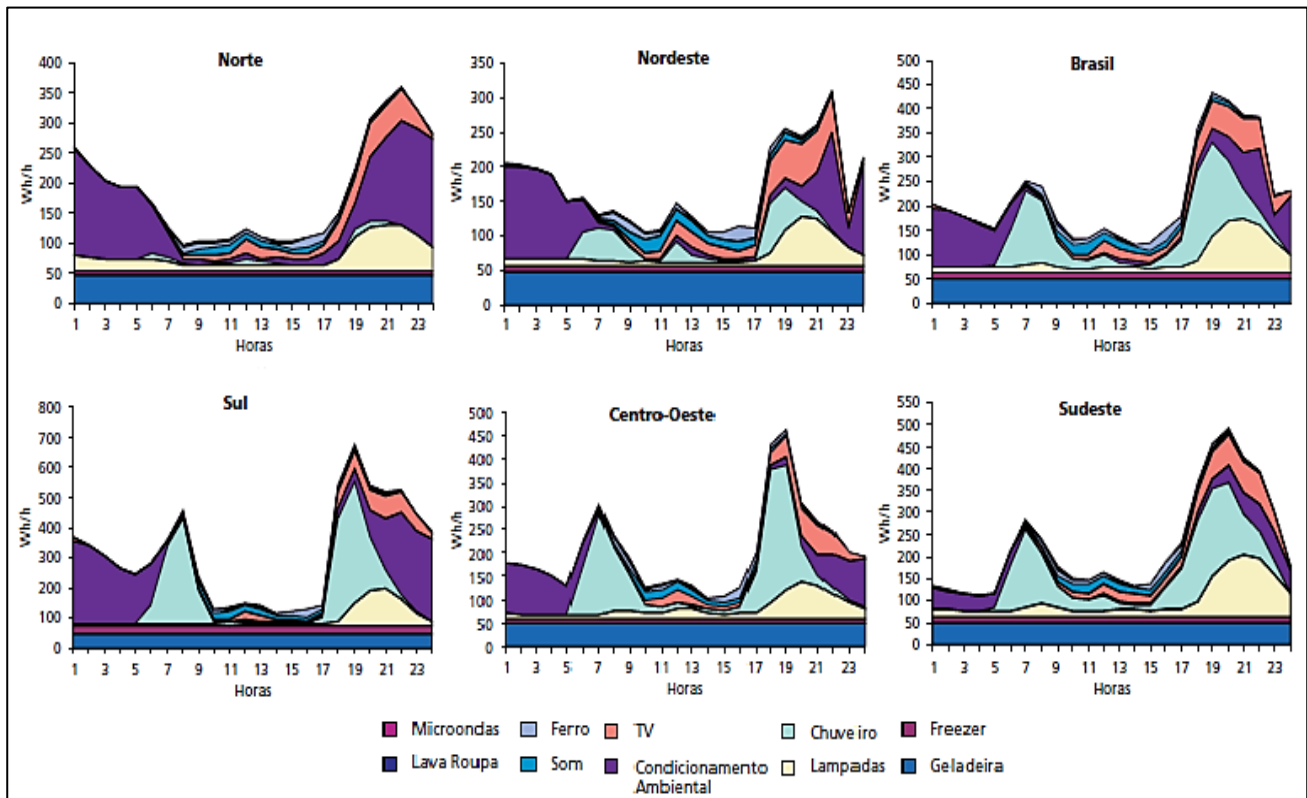 Norte
400
350
300
250
200
150
100
50
0
Wh/h
1 3 5 7 9 11 13 15 17 19 21 23
Horas
Nordeste
350
300
250
200
150
100
50
0
Wh/h
1 3 5 7 9 11 13 15 17 19 21 23
Horas
Brasil
500
450
400
350
300
250
200
150
100
50
0
Wh/h
1 3 5 7 9 11 13 15 17 19 21 23
Horas
Sul
800
700
600
500
400
300
200
100
0
Wh/h
1 3 5 7 9 11 13 15 17 19 21 23
Horas
Centro-Oeste
500
450
400
350
300
250
200
150
100
50
0
Wh/h
1 3 5 7 9 11 13 15 17 19 21 23
Horas
Sudeste
550
500
450
400
350
300
250
200
150
100
50
0
Wh/h
1 3 5 7 9 11 13 15 17 19 21 23
Horas
Microondas Ferro TV Chuveiro Freezer
Lava Roupa Som Condicionamento Lampadas Geladeira
Ambiental